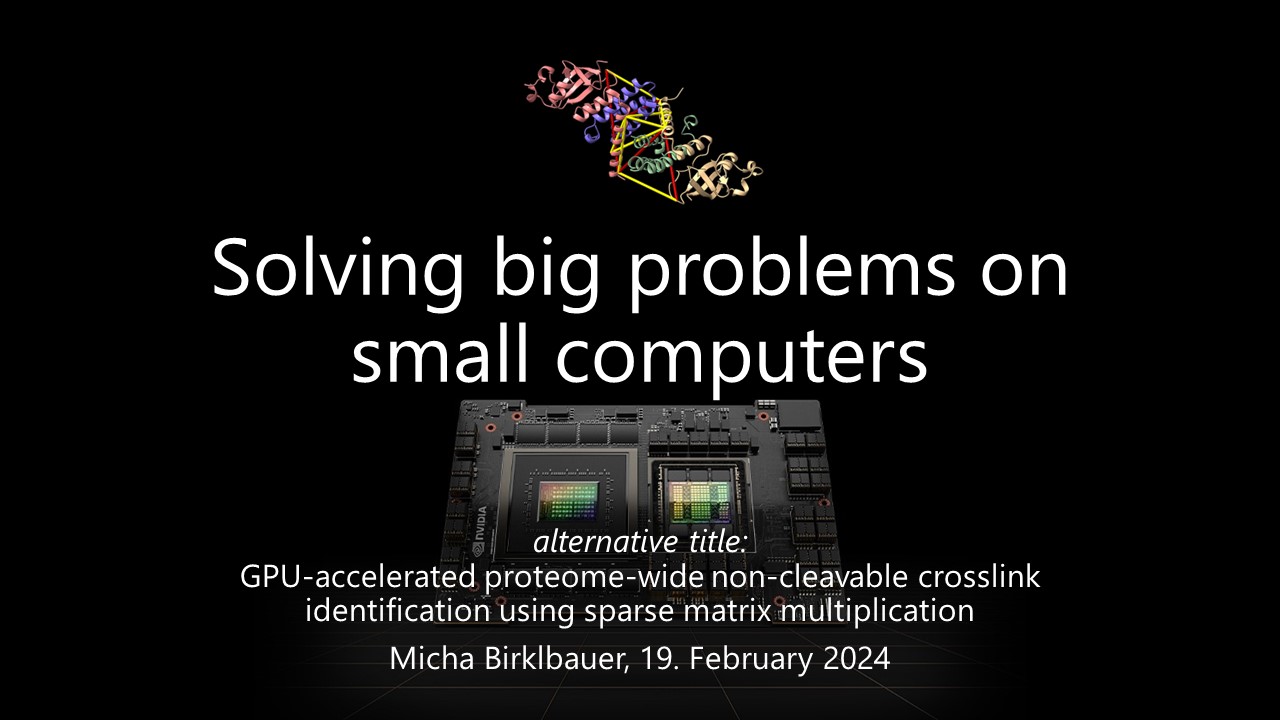 Solving big problems on
small computers
NVIDIA
alternative title:
GPU-accelerated proteome-wide non-cleavable crosslink
identification using sparse matrix multiplication
Micha Birklbauer, 19. February 2024